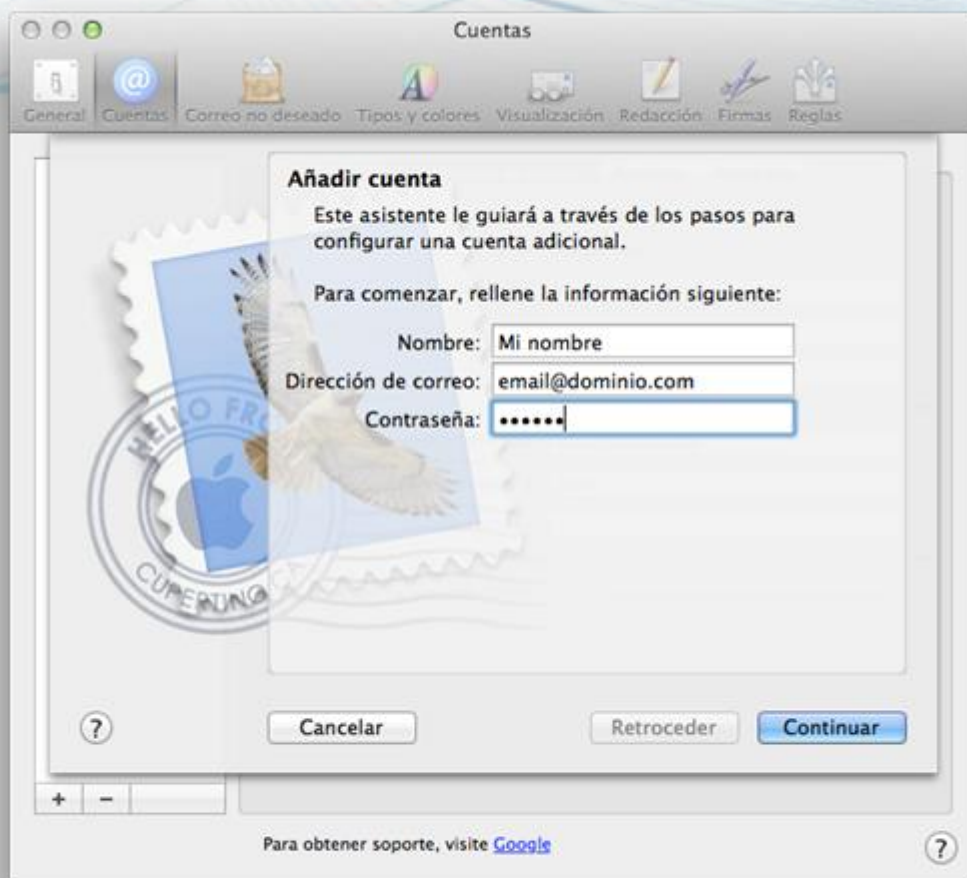 Cuentas
General Cuentas Correo no deseado Tipos y colores Visualización Redacción Firmas Reglas
Añadir cuenta
Este asistente le guiará a través de los pasos para
configurar una cuenta adicional.
Para comenzar, rellene la información siguiente:
Nombre: Mi nombre
Dirección de correo: email@dominio.com
Contraseña: ••••••
HELLO FRO
CUPERTINO CA
? Cancelar Retroceder Continuar
+ −
Para obtener soporte, visite Google ?